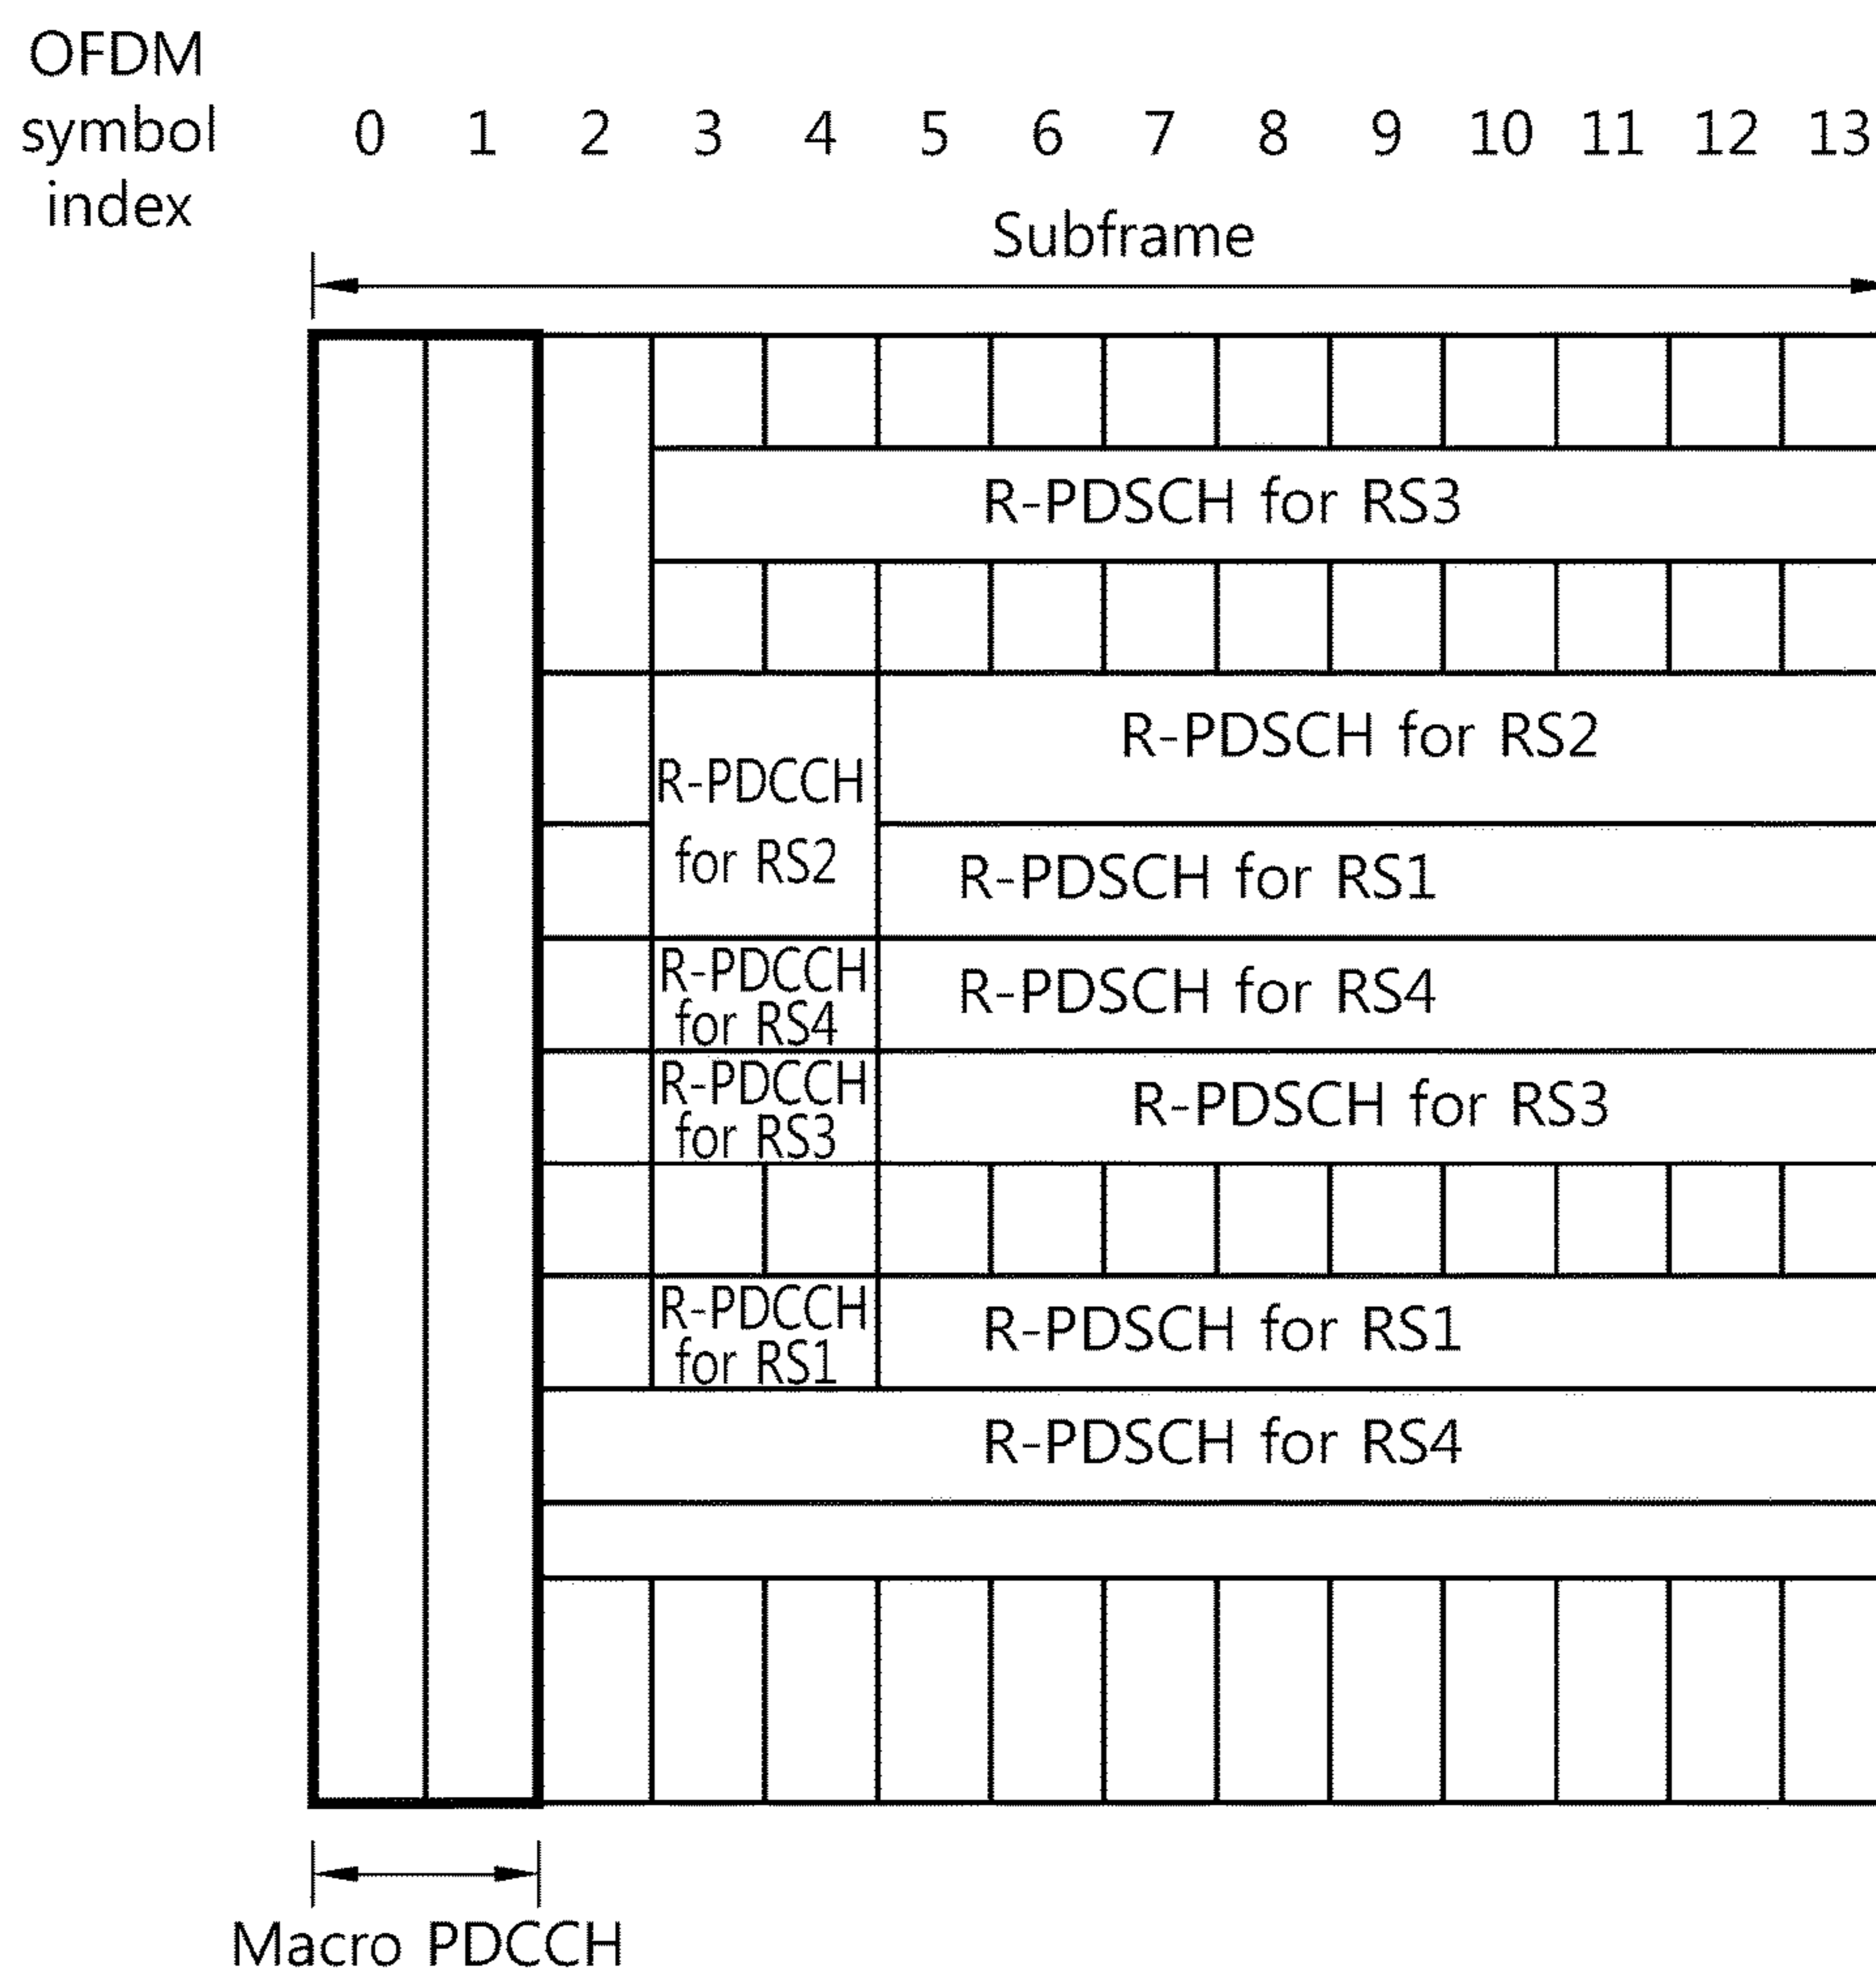 OFDM
symbol
index
0 1 2 3 4 5 6 7 8 9 10 11 12 13
Subframe
R-PDSCH for RS3
R-PDSCH for RS2
R-PDCCH
for RS2
R-PDSCH for RS1
R-PDCCH
for RS4
R-PDSCH for RS4
R-PDCCH
for RS3
R-PDSCH for RS3
R-PDCCH
for RS1
R-PDSCH for RS1
R-PDSCH for RS4
Macro PDCCH